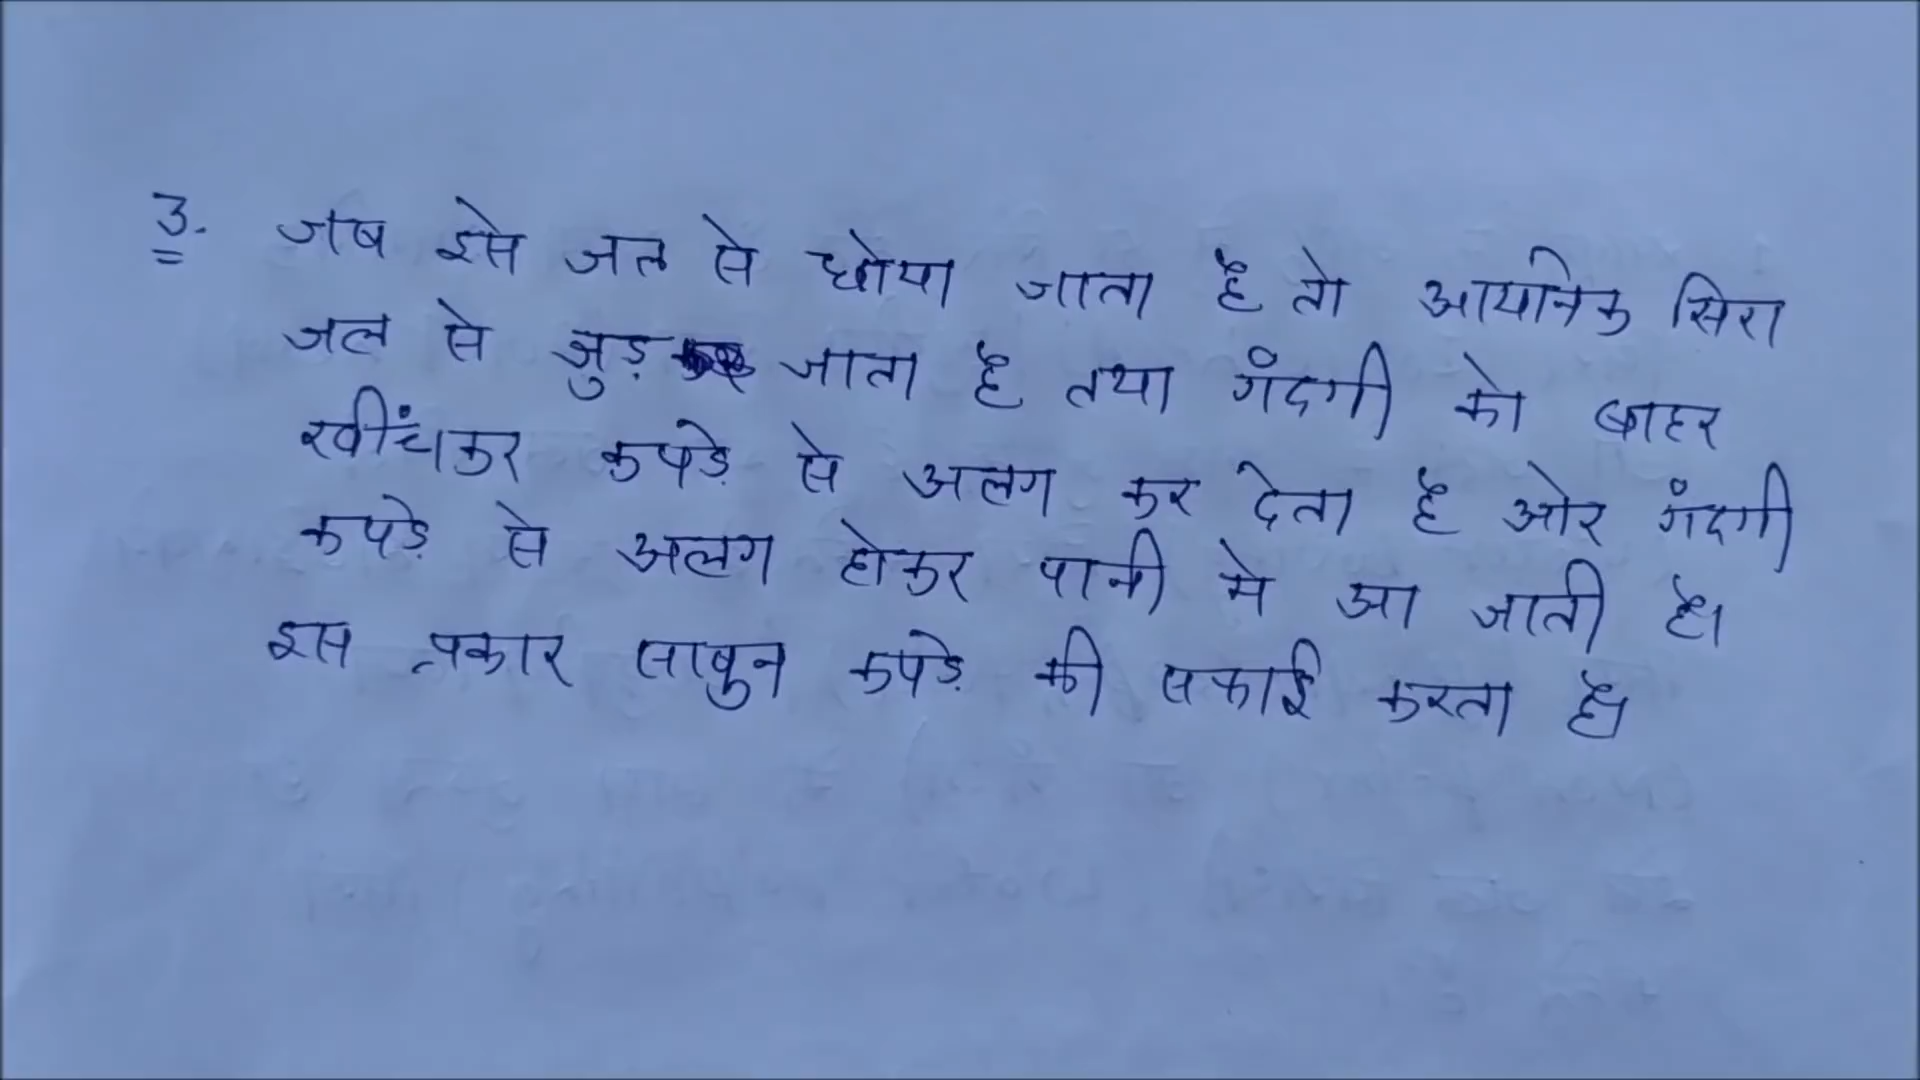 3. जब इसे जल से धोया जाता है तो आयनिक सिरा
जल से जुड़ जाता है तथा गंदगी को बाहर
खींचकर कपड़े से अलग कर देता है ओर गंदगी
कपड़े से अलग होकर पानी मे आ जाती है।
इस प्रकार साबुन कपड़े की सफाई करता है।